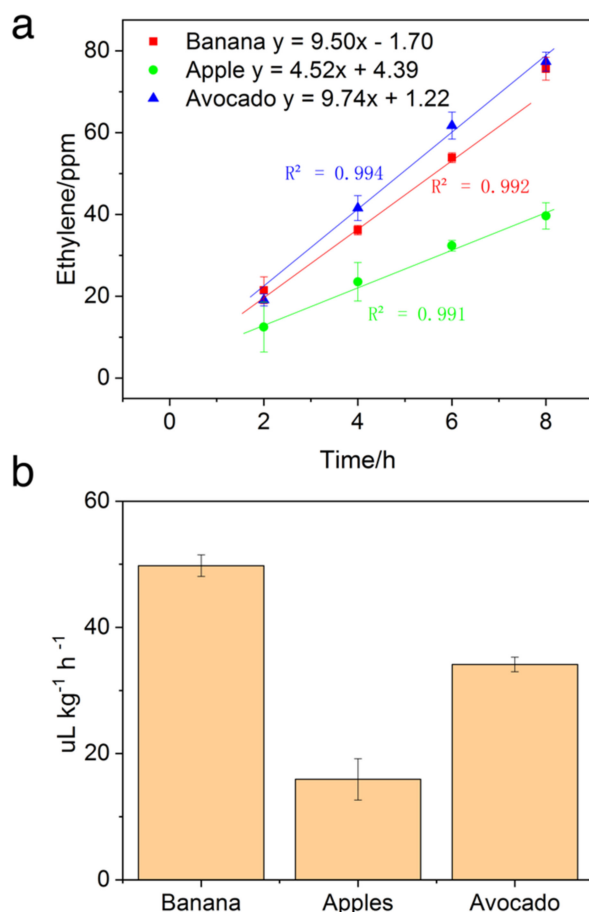 a
Banana y = 9.50x - 1.70
Apple y = 4.52x + 4.39
Avocado y = 9.74x + 1.22
R² = 0.994
R² = 0.992
R² = 0.991
Ethylene/ppm
80
60
40
20
0
0 2 4 6 8
Time/h
b
uL kg⁻¹ h ⁻¹
60
40
20
0
Banana Apples Avocado